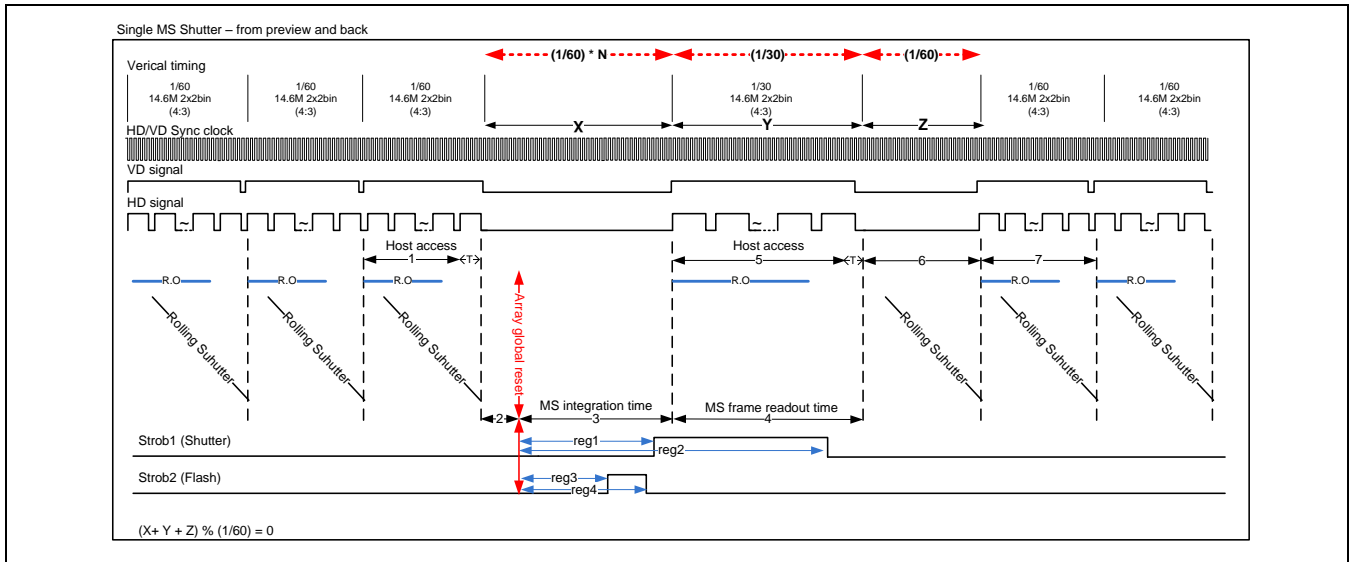 Single MS Shutter – from preview and back
(1/60) * N
(1/30)
(1/60)
Verical timing
1/60
14.6M 2x2bin
(4:3)
1/60
14.6M 2x2bin
(4:3)
1/60
14.6M 2x2bin
(4:3)
1/30
14.6M 2x2bin
(4:3)
1/60
14.6M 2x2bin
(4:3)
1/60
14.6M 2x2bin
(4:3)
X
Y
Z
HD/VD Sync clock
VD signal
HD signal
~
~
~
~
~
~
Host access
1
T
Host access
5
T
6
7
R.O
R.O
R.O
R.O
R.O
R.O
Rolling Suhutter
Rolling Suhutter
Rolling Suhutter
Array global reset
Rolling Suhutter
Rolling Suhutter
Rolling Suhutter
2
MS integration time
3
MS frame readout time
4
Strob1 (Shutter)
reg1
reg2
Strob2 (Flash)
reg3
reg4
(X+ Y + Z) % (1/60) = 0